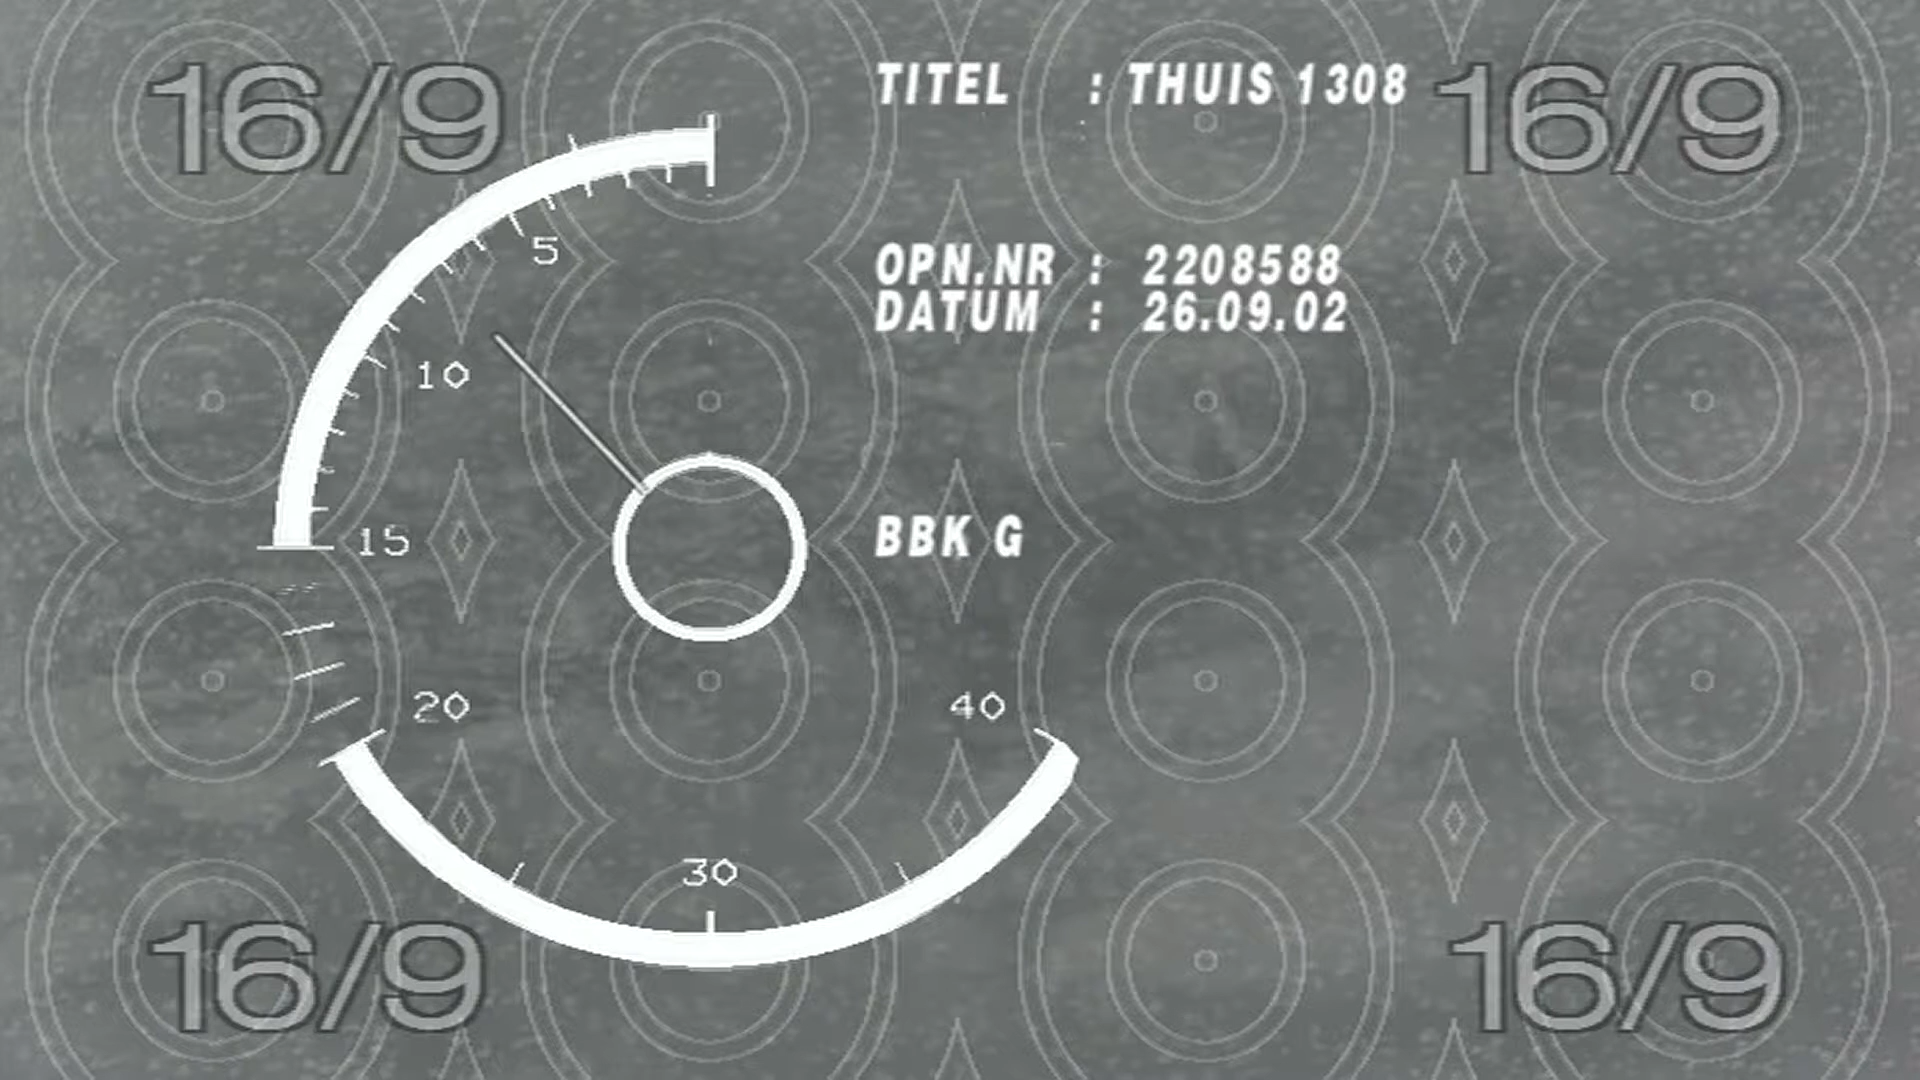 16/9
TITEL : THUIS 1308
16/9
5
OPN.NR : 2208588
DATUM : 26.09.02
10
15
BBK G
20
40
30
16/9
16/9